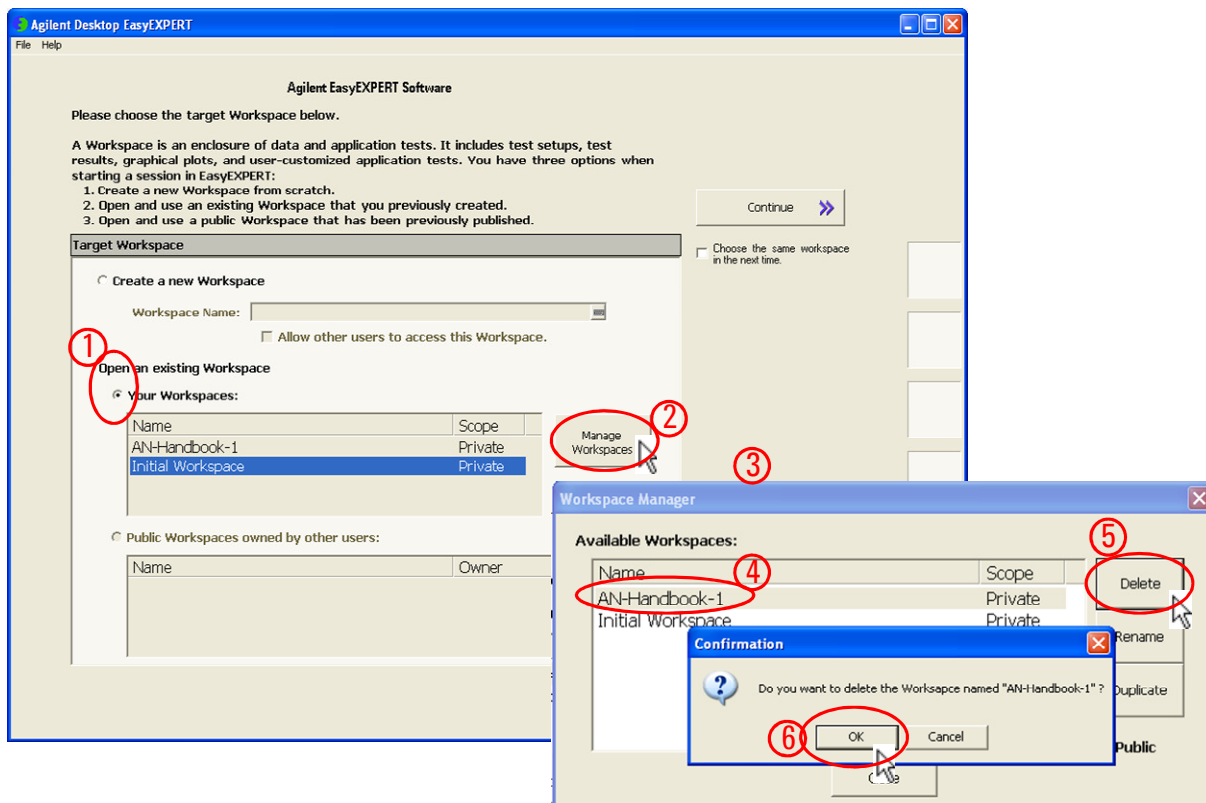 Agilent Desktop EasyEXPERT
File Help
Agilent EasyEXPERT Software
Please choose the target Workspace below.
A Workspace is an enclosure of data and application tests. It includes test setups, test
results, graphical plots, and user-customized application tests. You have three options when
starting a session in EasyEXPERT:
1. Create a new Workspace from scratch.
2. Open and use an existing Workspace that you previously created.
3. Open and use a public Workspace that has been previously published.
Continue
Choose the same workspace
in the next time.
Target Workspace
Create a new Workspace
Workspace Name:
Allow other users to access this Workspace.
1
Open an existing Workspace
Your Workspaces:
Name Scope
AN-Handbook-1 Private
Initial Workspace Private
Manage
Workspaces
2
3
Public Workspaces owned by other users:
Name Owner
Workspace Manager
Available Workspaces:
4
5
Name Scope
AN-Handbook-1 Private
Initial Workspace Private
Delete
Rename
Duplicate
Public
Confirmation
Do you want to delete the Worksapce named "AN-Handbook-1" ?
6
OK Cancel